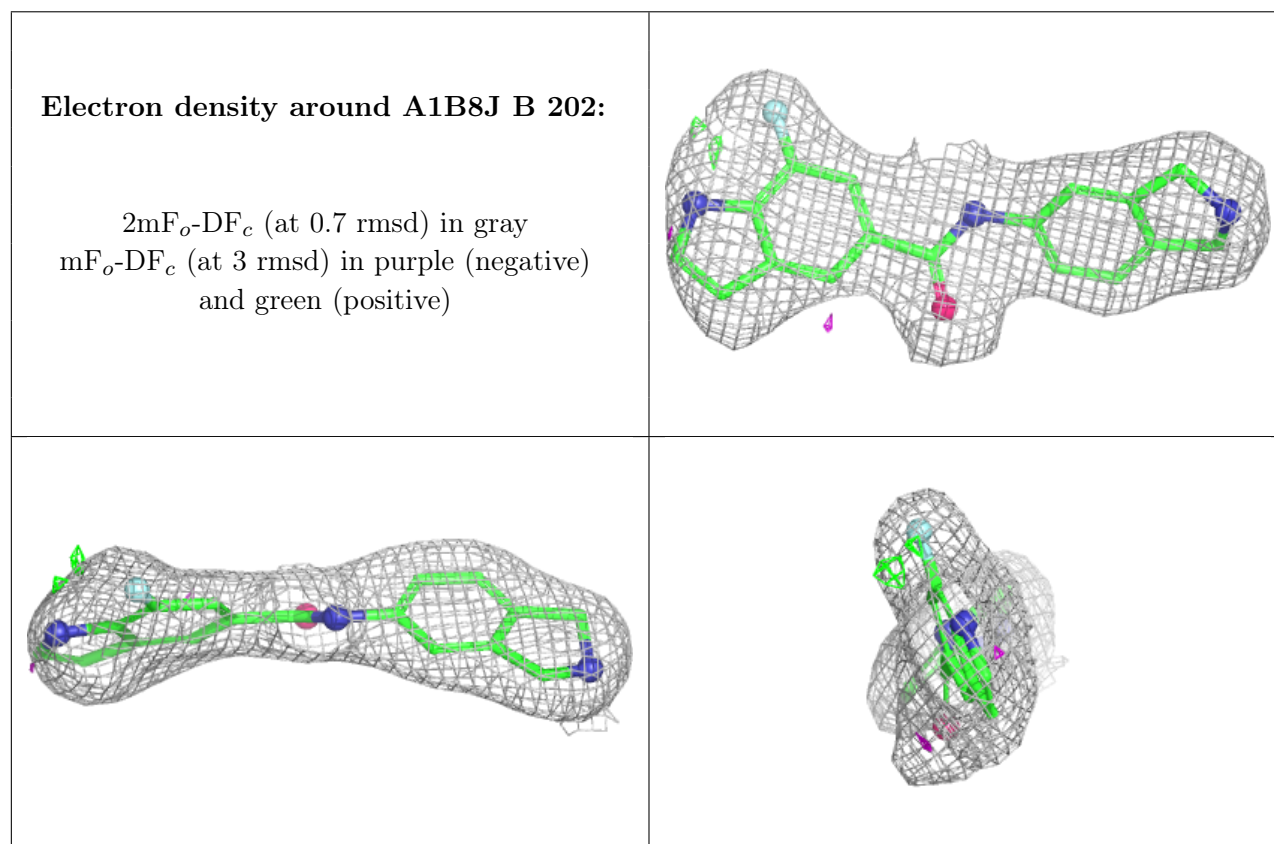 Electron density around A1B8J B 202:
2mFo-DFc (at 0.7 rmsd) in gray
mFo-DFc (at 3 rmsd) in purple (negative)
and green (positive)